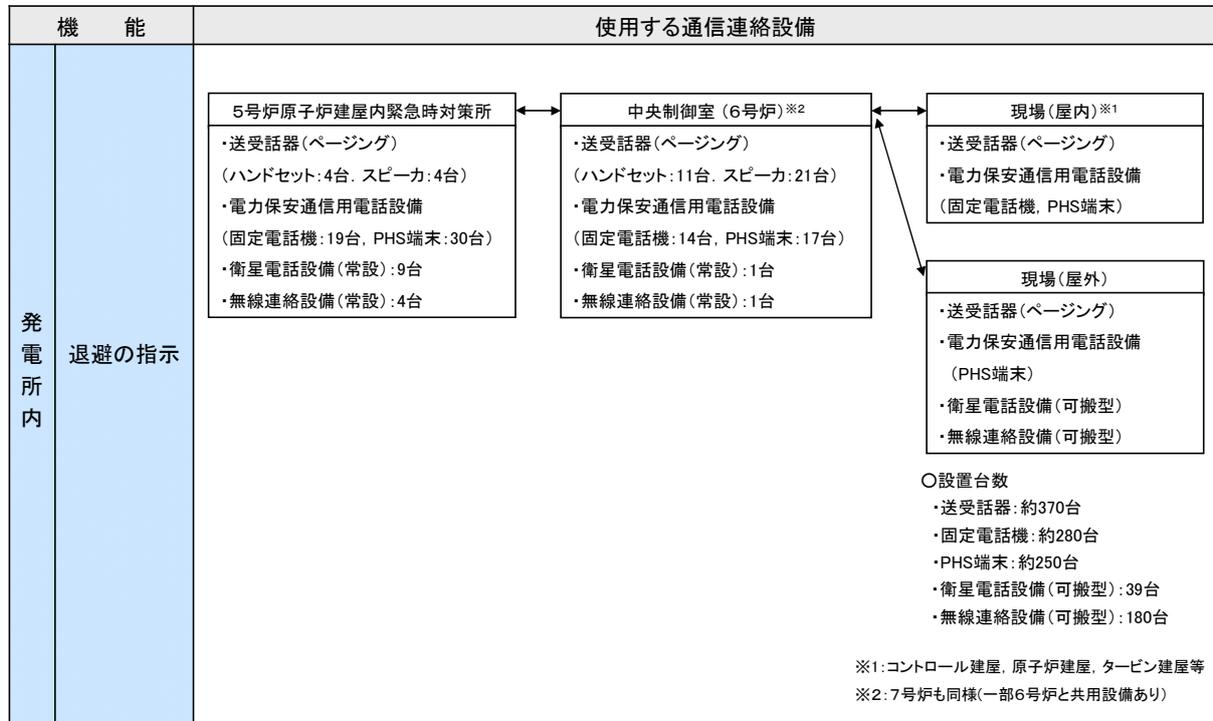 機　能
使用する通信連絡設備
発電所内
退避の指示
5号炉原子炉建屋内緊急時対策所
・送受話器(ページング)
(ハンドセット:4台．スピーカ:4台)
・電力保安通信用電話設備
(固定電話機:19台，PHS端末:30台)
・衛星電話設備(常設):9台
・無線連絡設備(常設):4台
中央制御室(6号炉)※2
・送受話器(ページング)
(ハンドセット:11台．スピーカ:21台)
・電力保安通信用電話設備
(固定電話機:14台，PHS端末:17台)
・衛星電話設備(常設):1台
・無線連絡設備(常設):1台
現場(屋内)※1
・送受話器(ページング)
・電力保安通信用電話設備
(固定電話機，PHS端末)
現場(屋外)
・送受話器(ページング)
・電力保安通信用電話設備
(PHS端末)
・衛星電話設備(可搬型)
・無線連絡設備(可搬型)
○設置台数
・送受話器:約370台
・固定電話機:約280台
・PHS端末:約250台
・衛星電話設備(可搬型):39台
・無線連絡設備(可搬型):180台
※1:コントロール建屋，原子炉建屋，タービン建屋等
※2:7号炉も同様(一部6号炉と共用設備あり)